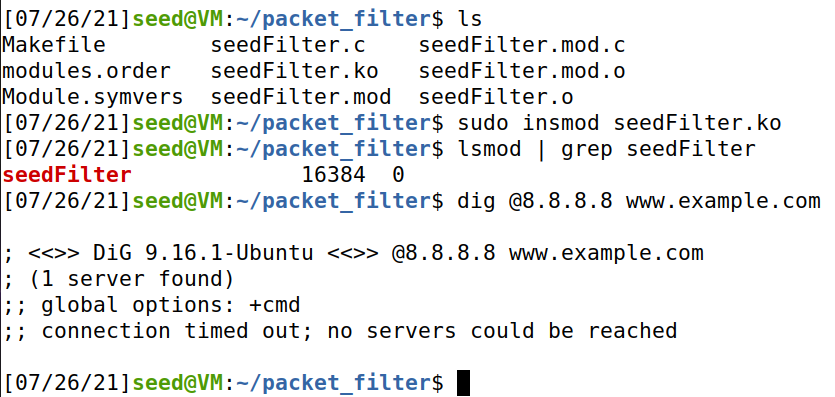 [07/26/21]seed@VM:~/packet_filter$ ls
Makefile        seedFilter.c    seedFilter.mod.c
modules.order   seedFilter.ko   seedFilter.mod.o
Module.symvers  seedFilter.mod  seedFilter.o
[07/26/21]seed@VM:~/packet_filter$ sudo insmod seedFilter.ko
[07/26/21]seed@VM:~/packet_filter$ lsmod | grep seedFilter
seedFilter             16384  0
[07/26/21]seed@VM:~/packet_filter$ dig @8.8.8.8 www.example.com

; <<>> DiG 9.16.1-Ubuntu <<>> @8.8.8.8 www.example.com
; (1 server found)
;; global options: +cmd
;; connection timed out; no servers could be reached

[07/26/21]seed@VM:~/packet_filter$